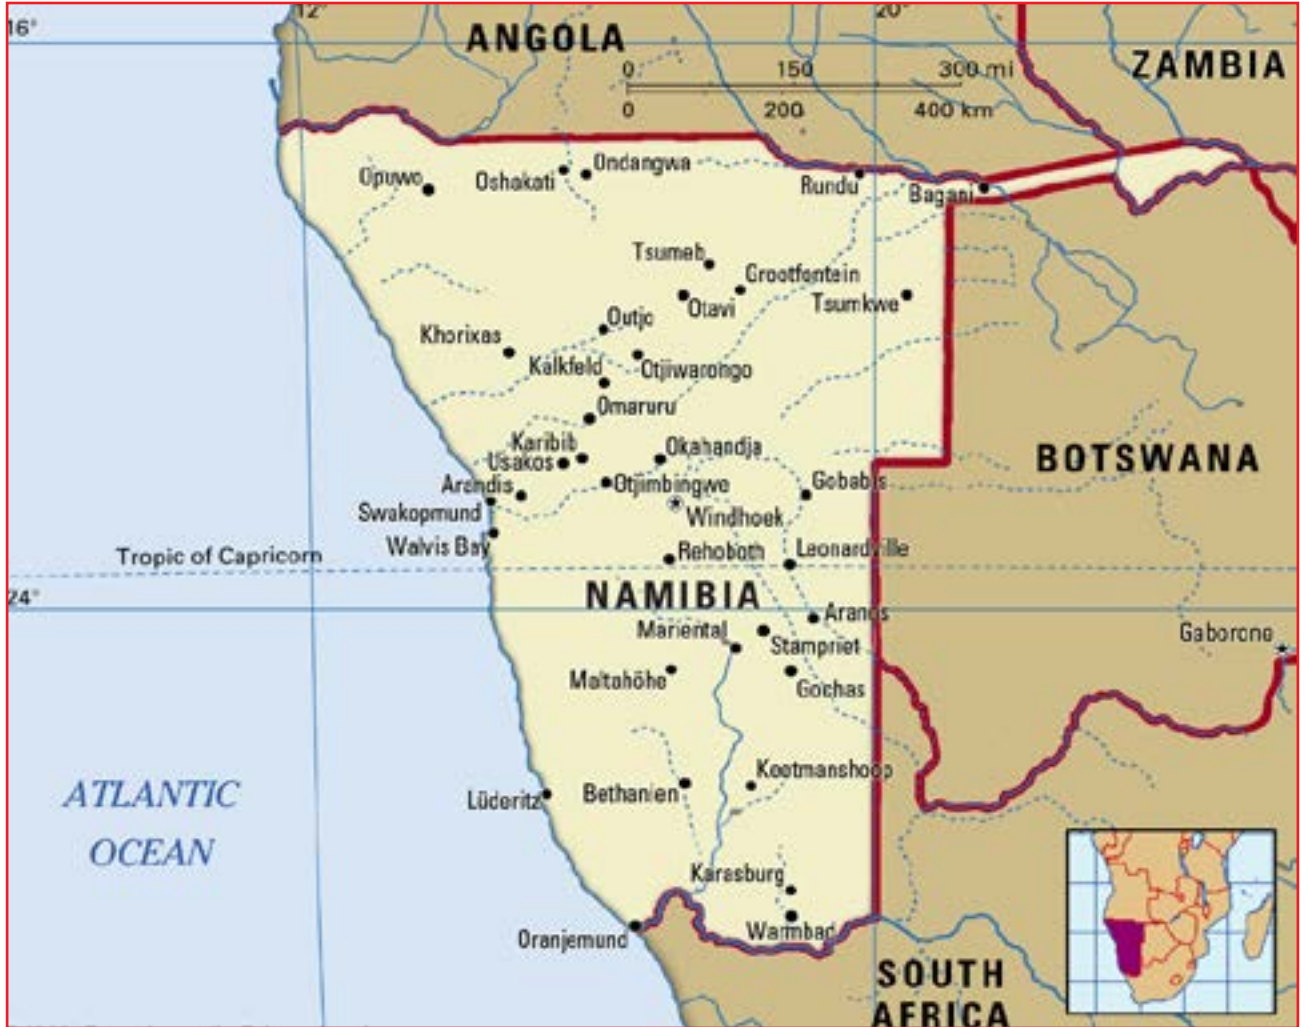 12°
20°
16°
ANGOLA
ZAMBIA
0 150 300 mi
0 200 400 km
Ondangwa
Opuwo
Oshakati
Rundu
Bagani
Tsumeb
Grootfontein
Otavi
Tsumkwe
Outjo
Khorixas
Kalkfeld
Otjiwarongo
Omaruru
Karibib
Okahandja
BOTSWANA
Usakos
Arandis
Otjimbingwe
Gobabis
Swakopmund
Windhoek
Walvis Bay
Rehoboth
Leonardville
Tropic of Capricorn
NAMIBIA
24°
Aranos
Mariental
Stampriet
Gaborone
Maltahöhe
Gochas
Keetmanshoop
ATLANTIC
OCEAN
Lüderitz
Bethanien
Karasburg
Warmbad
Oranjemund
SOUTH
AFRICA